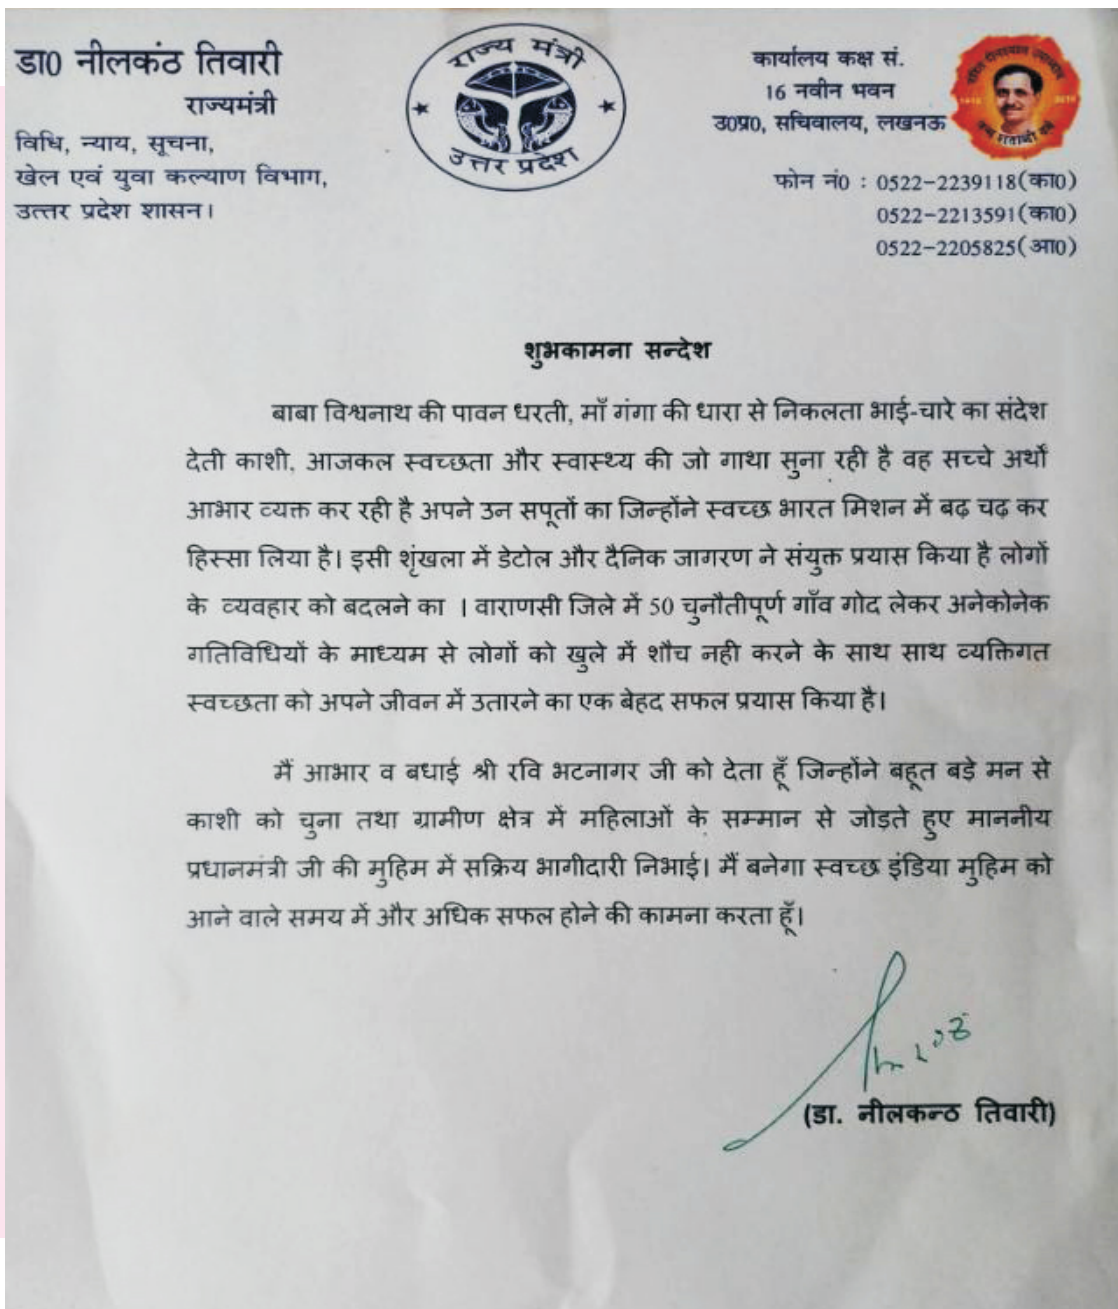 डा0 नीलकंठ तिवारी
राज्यमंत्री
विधि, न्याय, सूचना,
खेल एवं युवा कल्याण विभाग,
उत्तर प्रदेश शासन।
राज्य मंत्री
उत्तर प्रदेश
कार्यालय कक्ष सं.
16 नवीन भवन
उ0प्र0, सचिवालय, लखनऊ
फोन नं0 : 0522-2239118(का0)
0522-2213591(का0)
0522-2205825(आ0)
शुभकामना सन्देश
बाबा विश्वनाथ की पावन धरती, माँ गंगा की धारा से निकलता भाई-चारे का संदेश
देती काशी, आजकल स्वच्छता और स्वास्थ्य की जो गाथा सुना रही है वह सच्चे अर्थों
आभार व्यक्त कर रही है अपने उन सपूतों का जिन्होंने स्वच्छ भारत मिशन में बढ़ चढ़ कर
हिस्सा लिया है। इसी शृंखला में डेटोल और दैनिक जागरण ने संयुक्त प्रयास किया है लोगों
के व्यवहार को बदलने का । वाराणसी जिले में 50 चुनौतीपूर्ण गाँव गोद लेकर अनेकोनेक
गतिविधियों के माध्यम से लोगों को खुले में शौच नही करने के साथ साथ व्यक्तिगत
स्वच्छता को अपने जीवन में उतारने का एक बेहद सफल प्रयास किया है।
मैं आभार व बधाई श्री रवि भटनागर जी को देता हूँ जिन्होंने बहूत बड़े मन से
काशी को चुना तथा ग्रामीण क्षेत्र में महिलाओं के सम्मान से जोड़ते हुए माननीय
प्रधानमंत्री जी की मुहिम में सक्रिय भागीदारी निभाई। मैं बनेगा स्वच्छ इंडिया मुहिम को
आने वाले समय में और अधिक सफल होने की कामना करता हूँ।
(डा. नीलकन्ठ तिवारी)